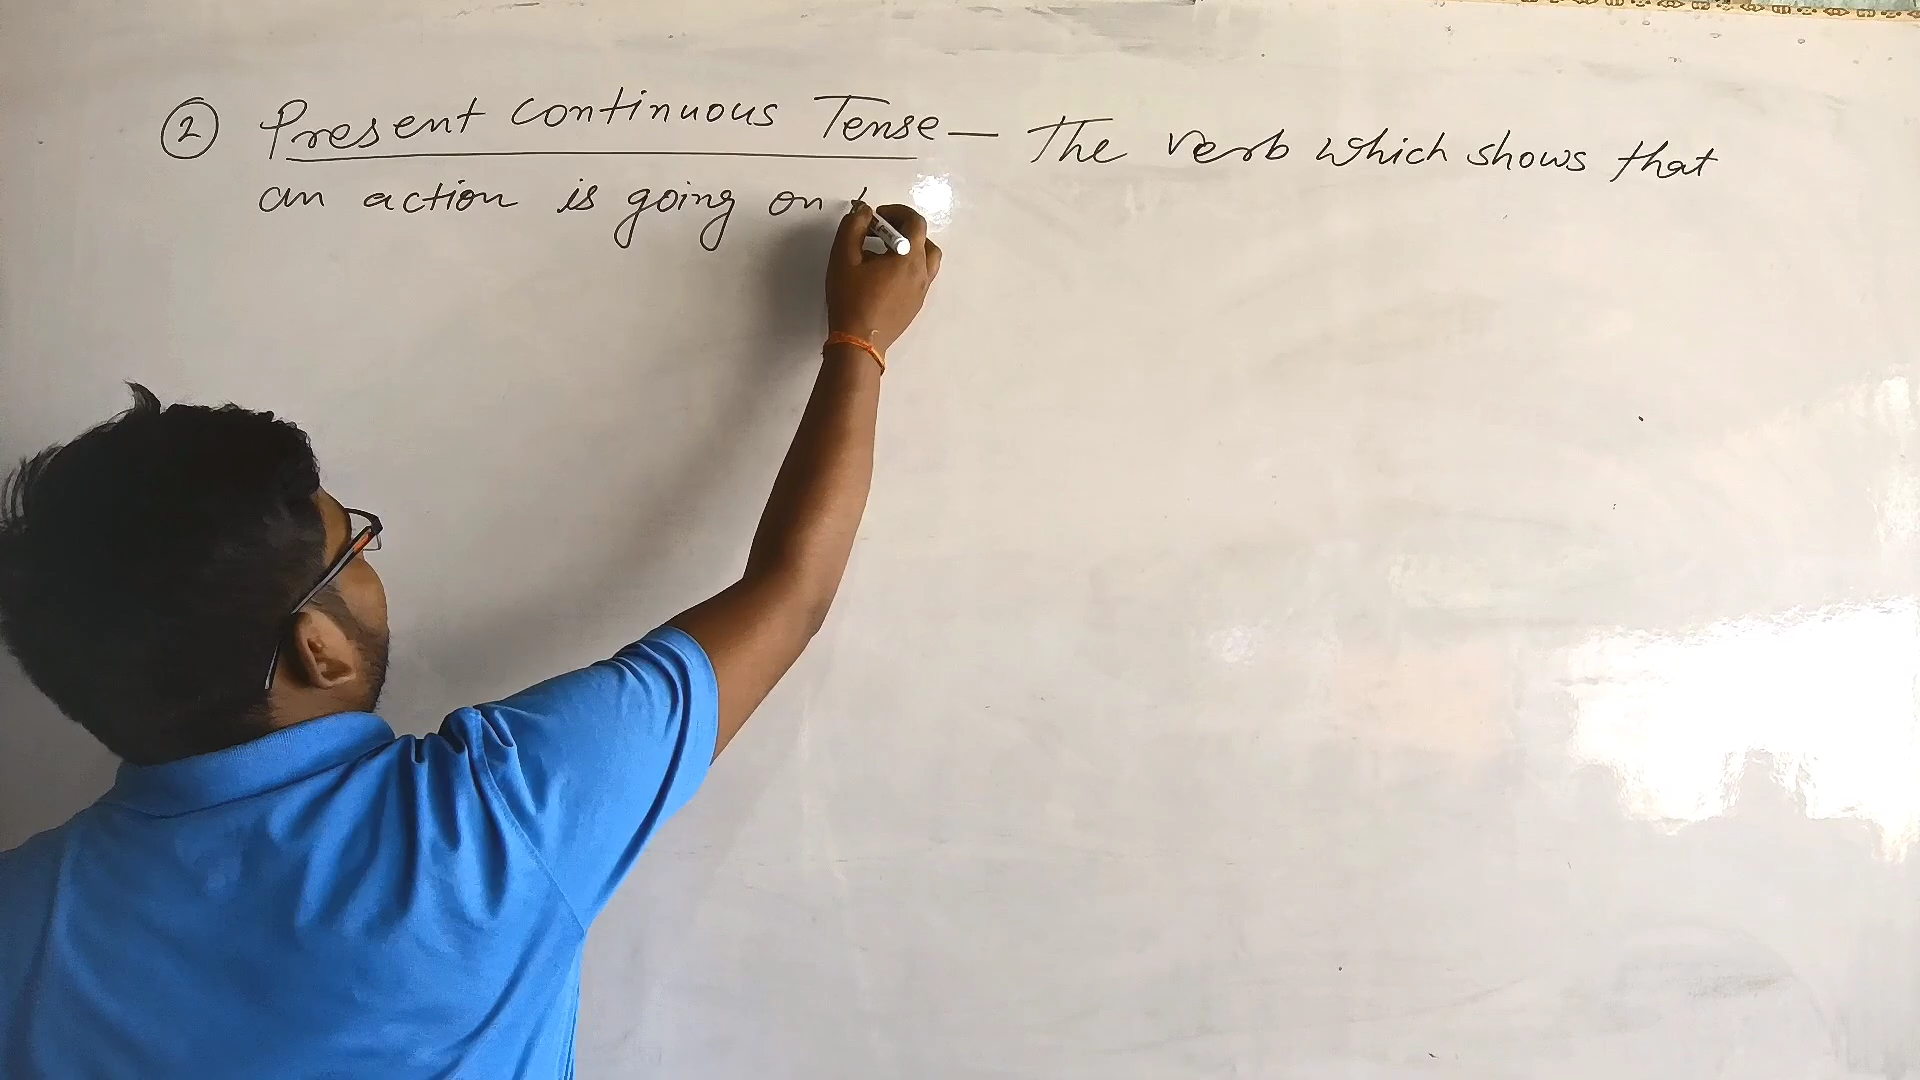 ② Present continuous Tense — The verb which shows that
an action is going on